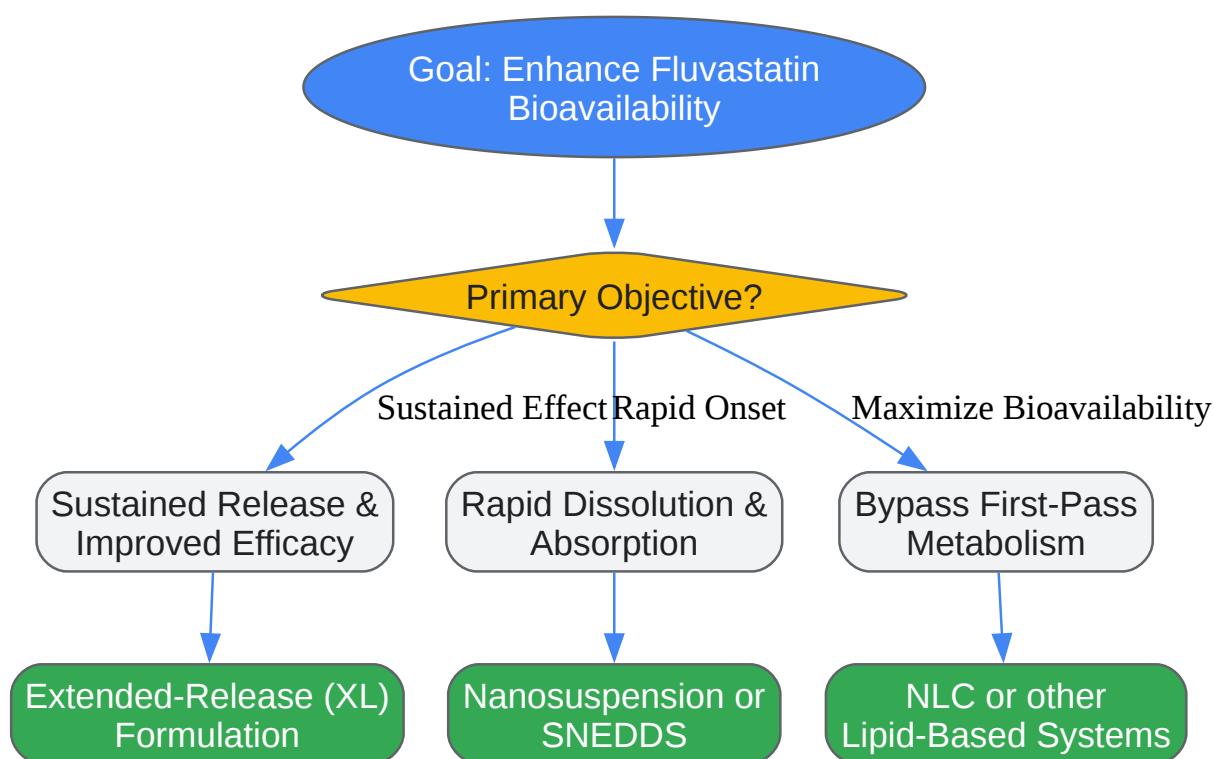 Goal: Enhance Fluvastatin
Bioavailability
Primary Objective?
Sustained Effect
Rapid Onset
Maximize Bioavailability
Sustained Release &
Improved Efficacy
Rapid Dissolution &
Absorption
Bypass First-Pass
Metabolism
Extended-Release (XL)
Formulation
Nanosuspension or
SNEDDS
NLC or other
Lipid-Based Systems